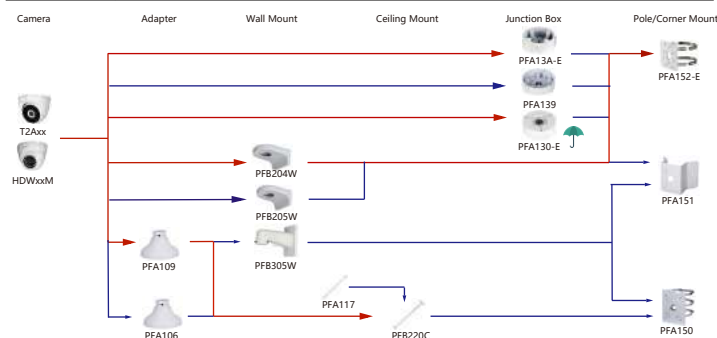 Camera Adapter Wall Mount Ceiling Mount Junction Box Pole/Corner Mount
PFA13A-E
PFA152-E
PFA139
T2Axx
PFA130-E
HDWxxM
PFB204W
PFA151
PFB205W
PFA109
PFB305W
PFA117
PFA106
PFB220C
PFA150